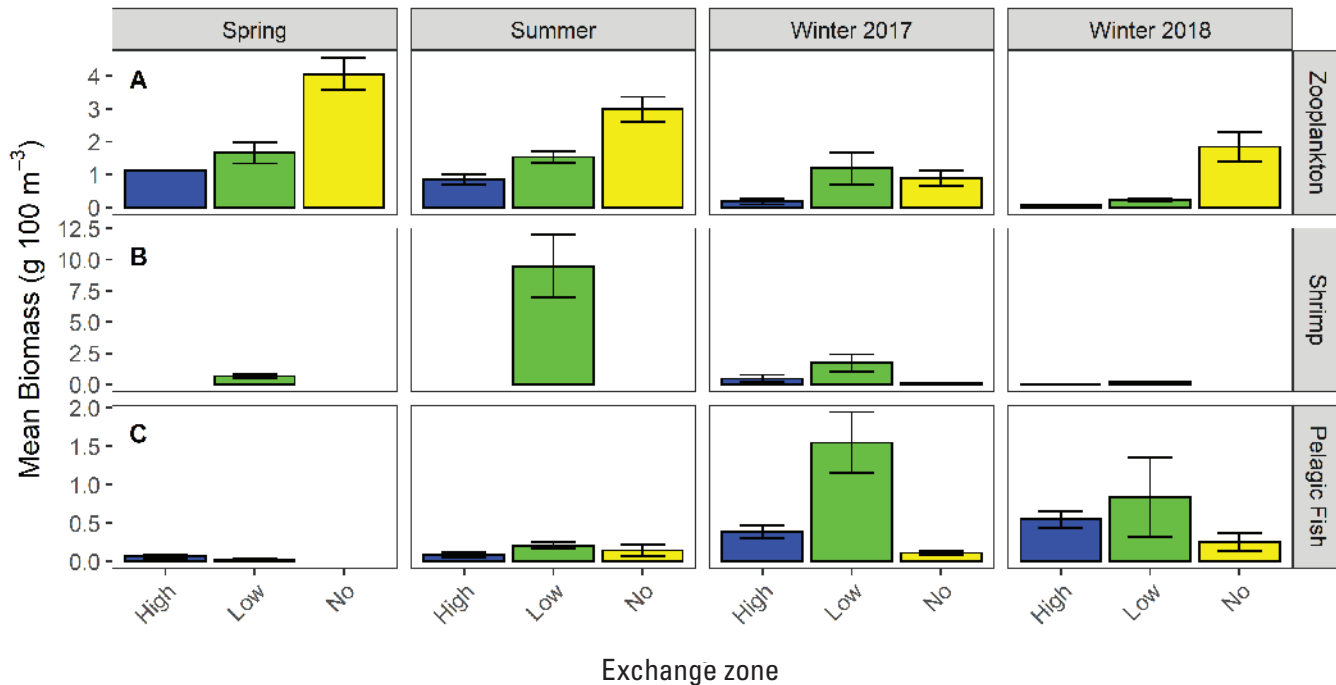 Spring Summer Winter 2017 Winter 2018
Mean Biomass (g 100 m⁻³)
A
4
3
2
1
0
Zooplankton
B
12.5
10.0
7.5
5.0
2.5
0.0
Shrimp
C
2.0
1.5
1.0
0.5
0.0
Pelagic Fish
High Low No High Low No High Low No High Low No
Exchange zone